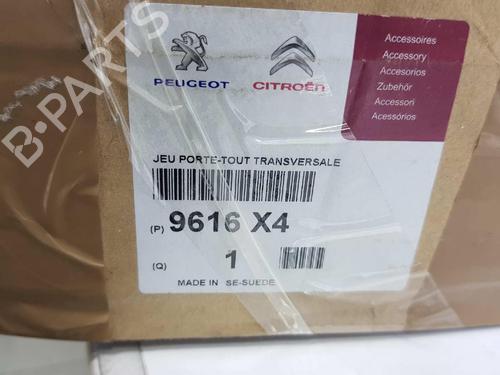 PEUGEOT
CITROËN
Accessoires
Accessory
Accesorios
Zubehör
Accessori
Acessórios
JEU PORTE-TOUT TRANSVERSALE
(P) 9616 X4
(Q) 1
MADE IN SE-SUEDE
B-PARTS